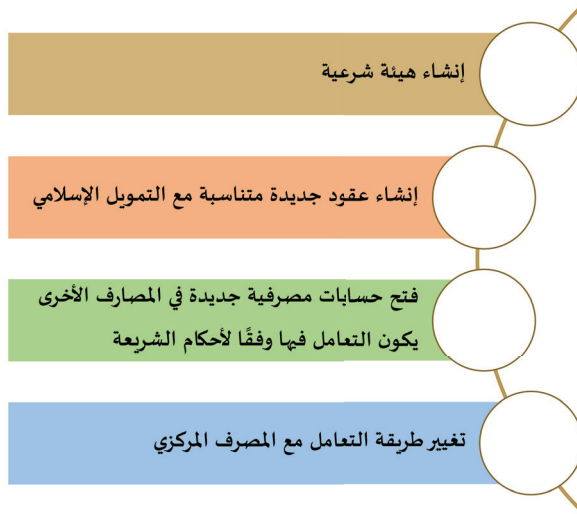 إنشاء هيئة شرعية
إنشاء عقود جديدة متناسبة مع التمويل الإسلامي
فتح حسابات مصرفية جديدة في المصارف الأخرى
يكون التعامل فيها وفقًا لأحكام الشريعة
تغيير طريقة التعامل مع المصرف المركزي